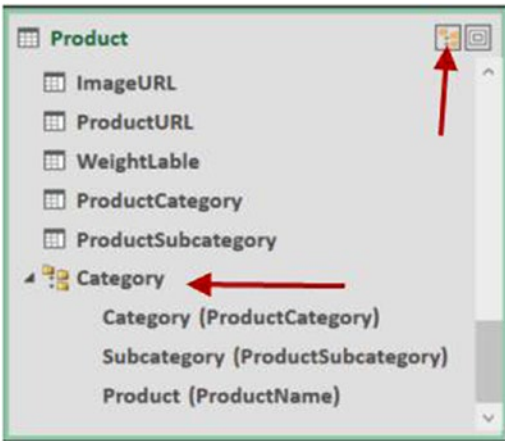 Product
ImageURL
ProductURL
WeightLable
ProductCategory
ProductSubcategory
Category
Category (ProductCategory)
Subcategory (ProductSubcategory)
Product (ProductName)